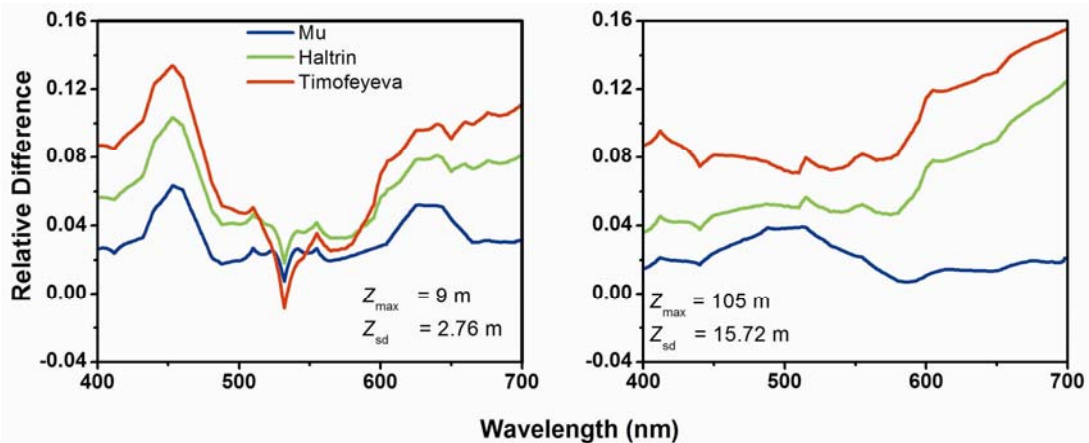 Relative Difference
0.16
0.12
0.08
0.04
0.00
-0.04
Mu
Haltrin
Timofeyeva
Zmax = 9 m
Zsd = 2.76 m
400 500 600 700
0.16
0.12
0.08
0.04
0.00
-0.04
Zmax = 105 m
Zsd = 15.72 m
400 500 600 700
Wavelength (nm)